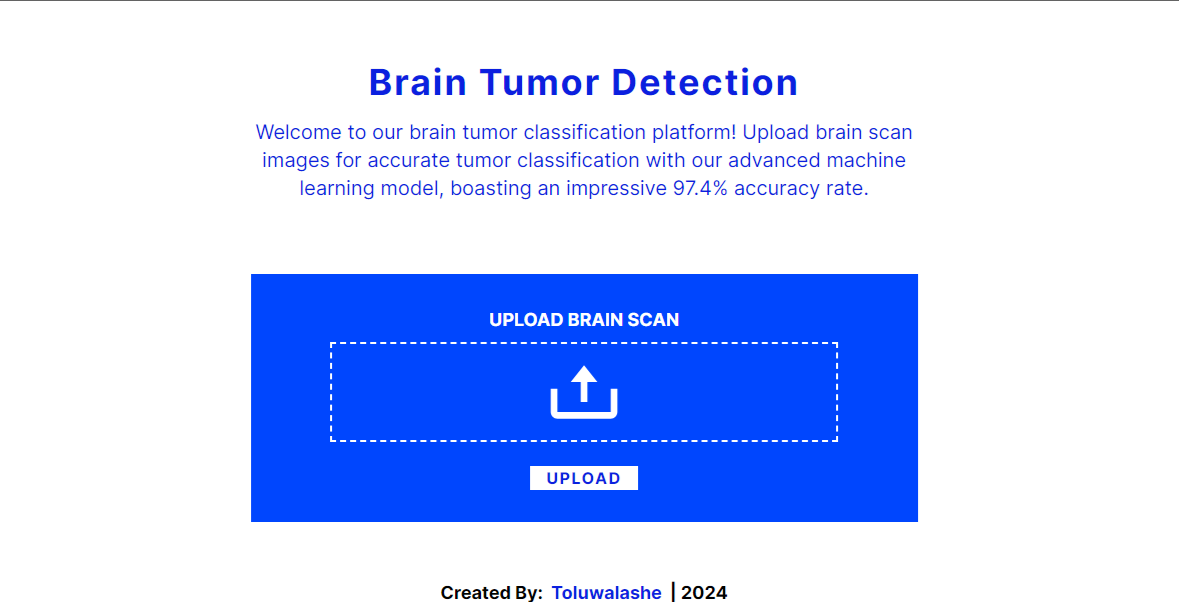 Brain Tumor Detection
Welcome to our brain tumor classification platform! Upload brain scan
images for accurate tumor classification with our advanced machine
learning model, boasting an impressive 97.4% accuracy rate.
UPLOAD BRAIN SCAN
UPLOAD
Created By: Toluwalashe | 2024